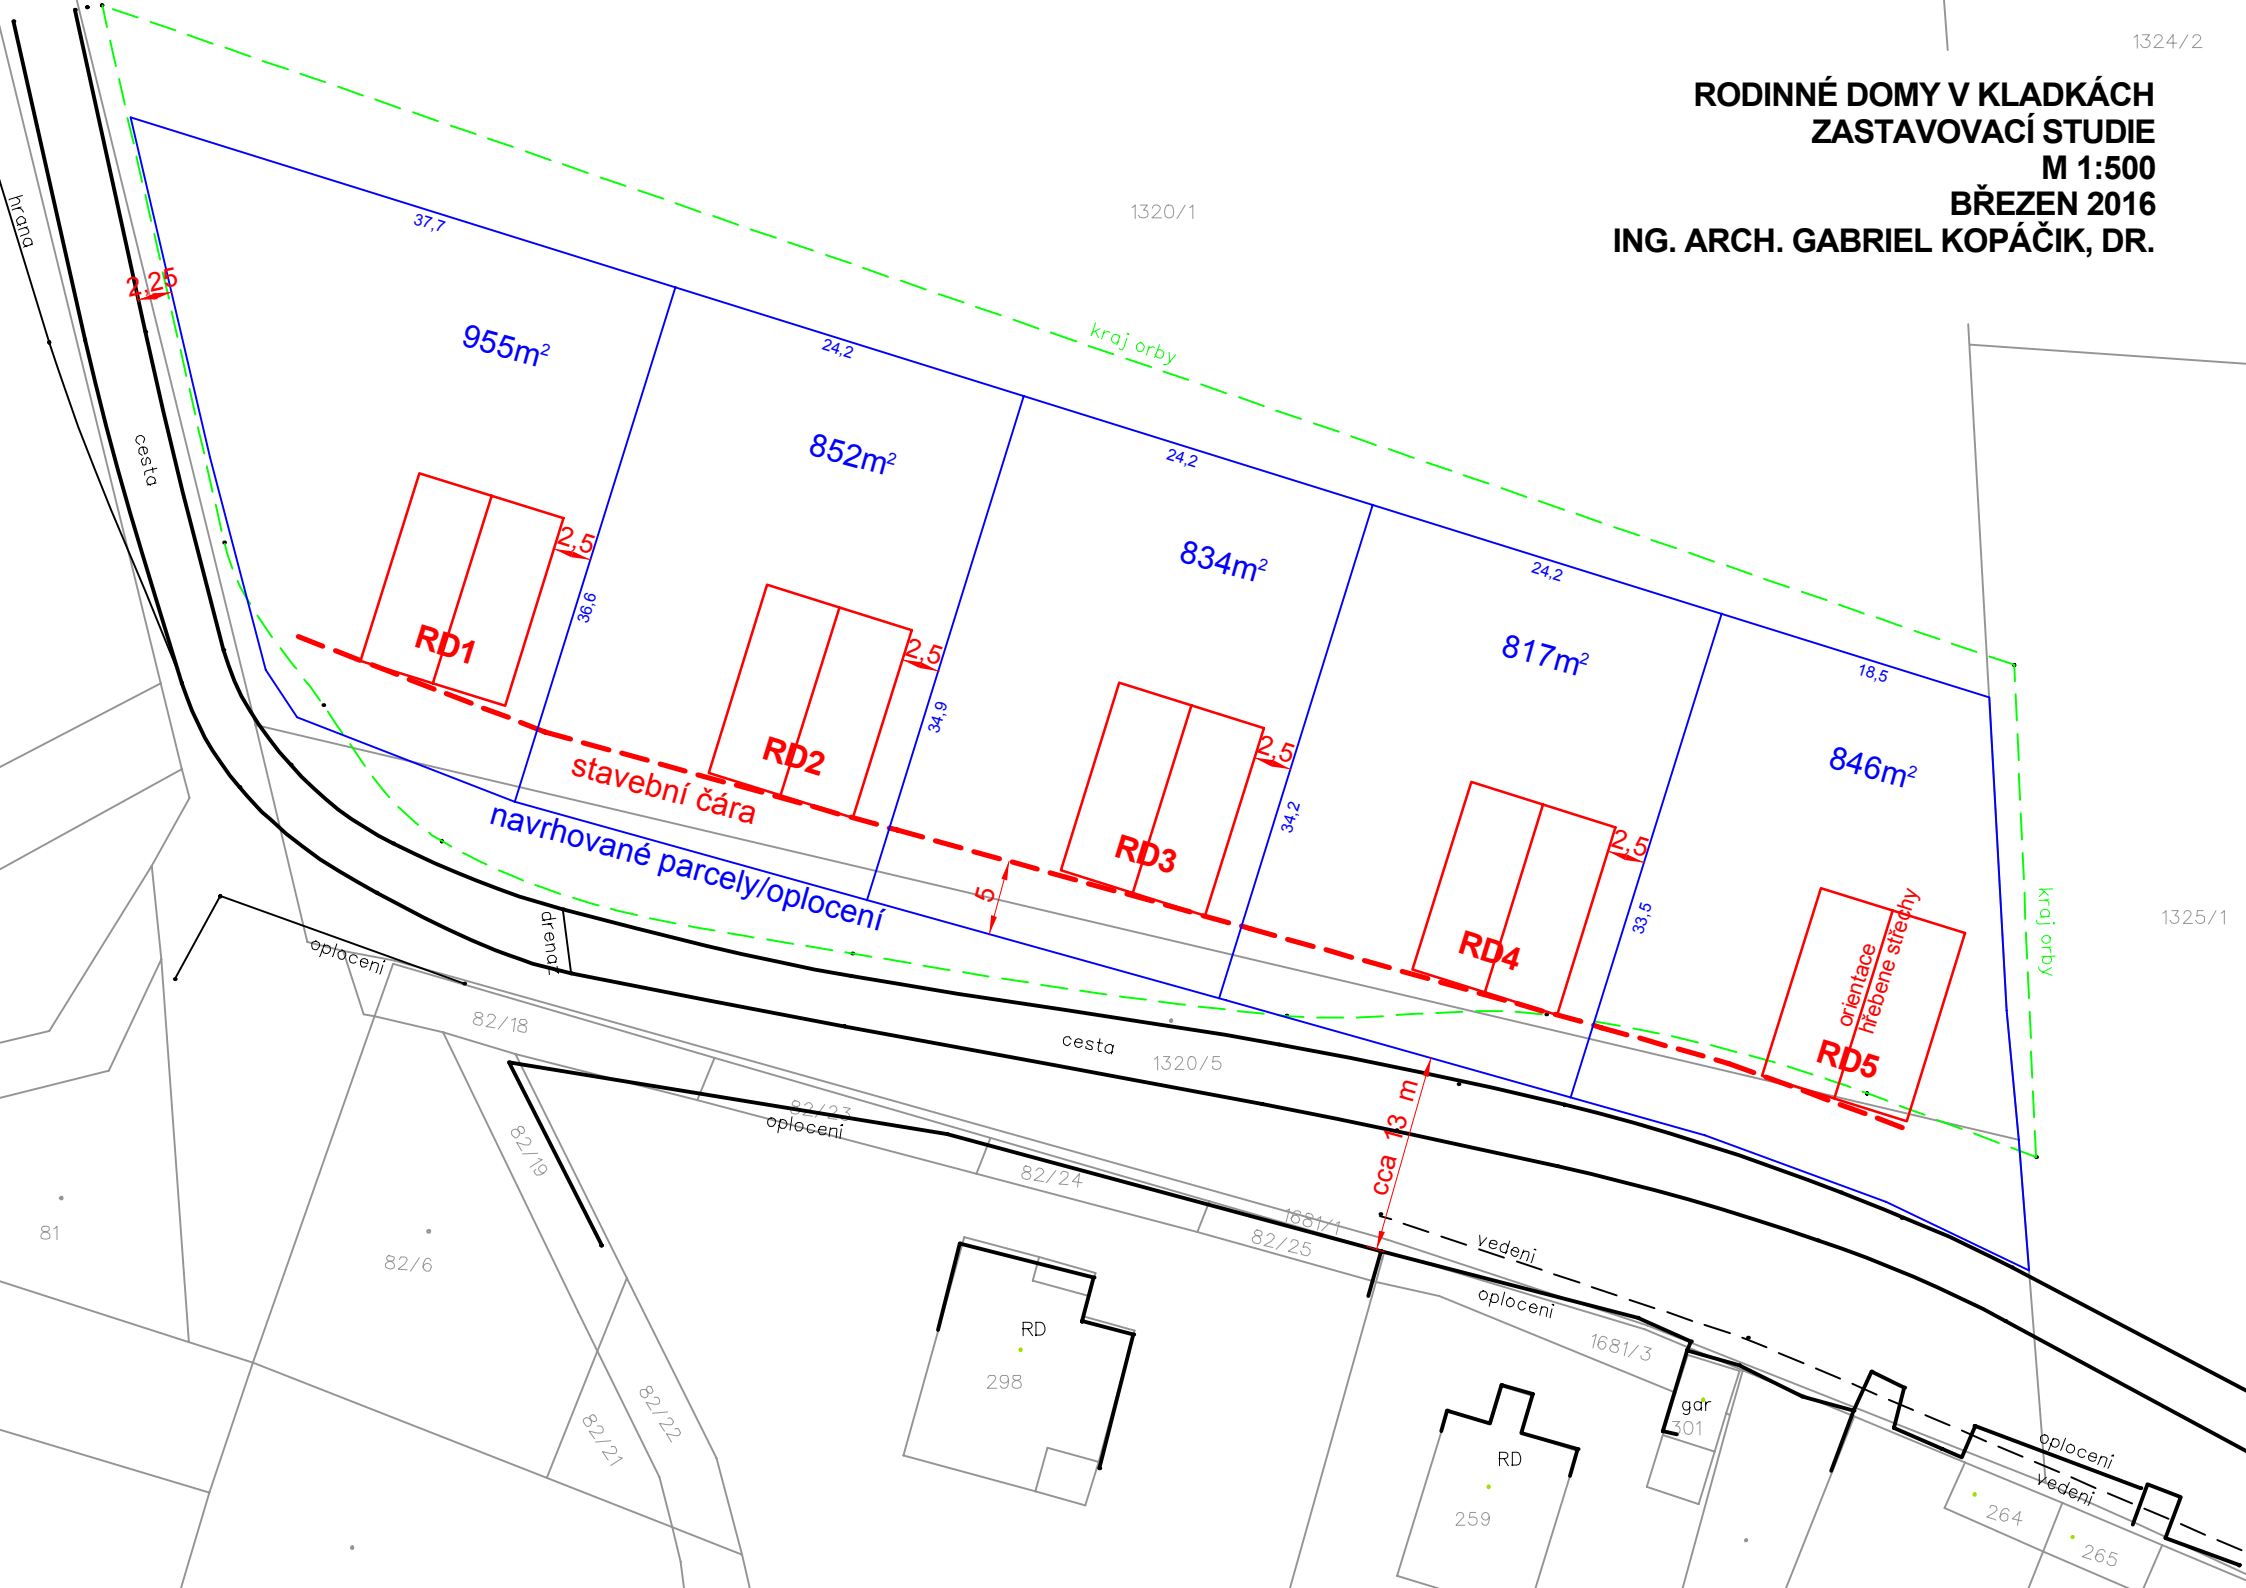 1324/2
RODINNÉ DOMY V KLADKÁCH
ZASTAVOVACÍ STUDIE
M 1:500
BŘEZEN 2016
ING. ARCH. GABRIEL KOPÁČIK, DR.
1320/1
hrana
37,7
2,25
955m²
24,2
kraj orby
cesta
852m²
24,2
834m²
24,2
2,5
36,6
RD1
817m²
18,5
2,5
34,9
RD2
846m²
2,5
34,2
stavební čára
navrhované parcely/oplocení
RD3
5
2,5
33,5
RD4
orientace
hřebene střechy
RD5
kraj orby
1325/1
drenaz
oplocení
82/18
cesta
1320/5
cca 13 m
82/23
oplocení
82/19
82/24
1681/1
82/25
vedení
oplocení
81
82/6
RD
298
1681/3
82/22
82/21
gar
301
RD
259
oplocení
vedení
264
265